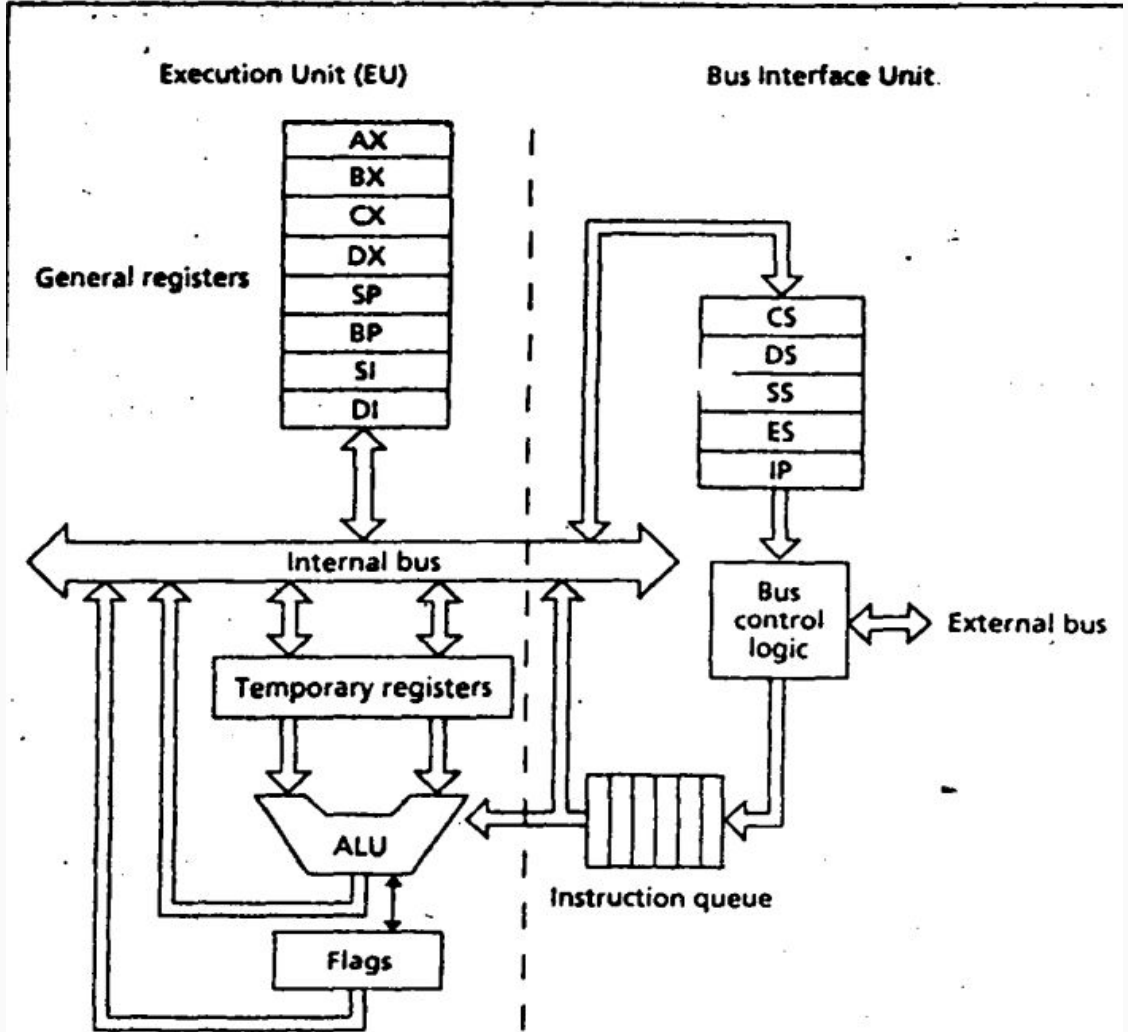 Execution Unit (EU)
Bus Interface Unit
AX
BX
CX
DX
SP
BP
SI
DI
General registers
CS
DS
SS
ES
IP
Internal bus
Bus
control
logic
External bus
Temporary registers
ALU
Instruction queue
Flags